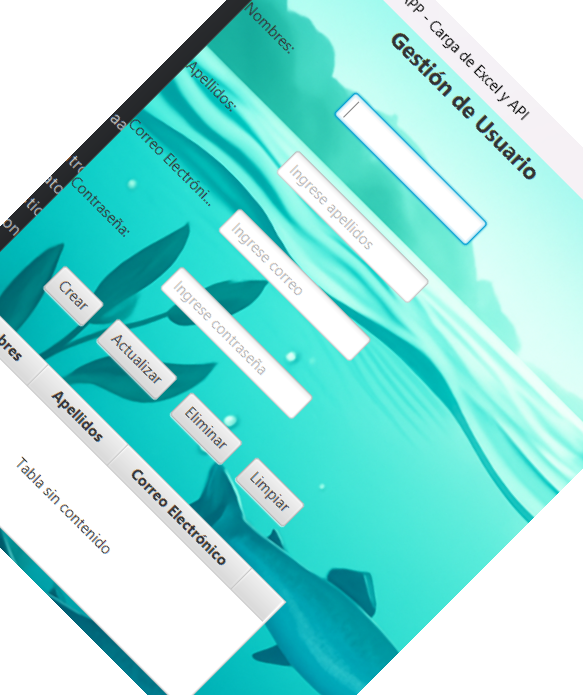 APP - Carga de Excel y API
Gestión de Usuario
Nombres:
Apellidos:
Ingrese apellidos
Correo Electróni...
Ingrese correo
Contraseña:
Ingrese contraseña
Crear
Actualizar
Eliminar
Limpiar
Apellidos
Correo Electrónico
Tabla sin contenido